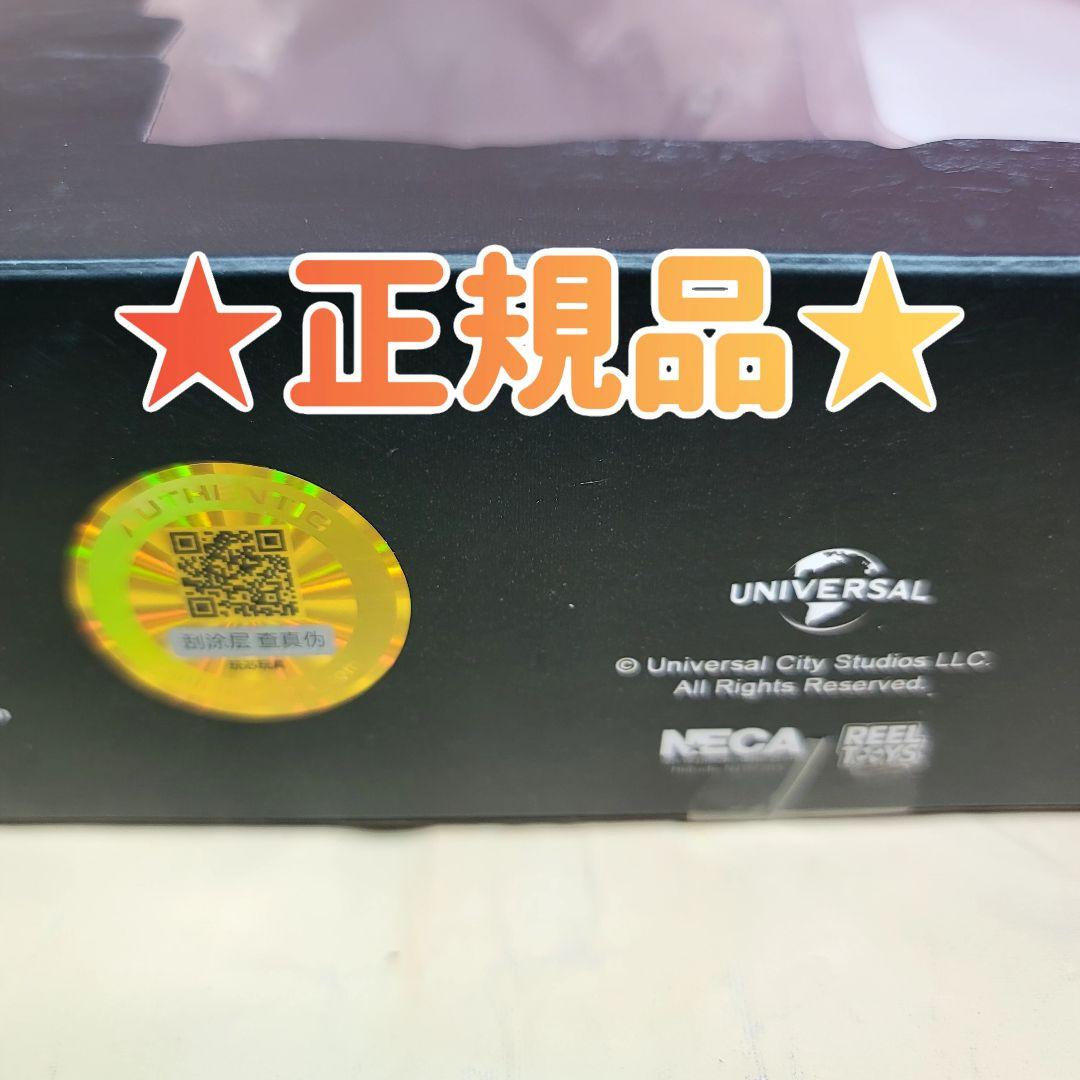 ★正規品★
AUTHENTIC
刮涂层 查真伪
UNIVERSAL
© Universal City Studios LLC.
All Rights Reserved.
NECA
REEL
TOYS